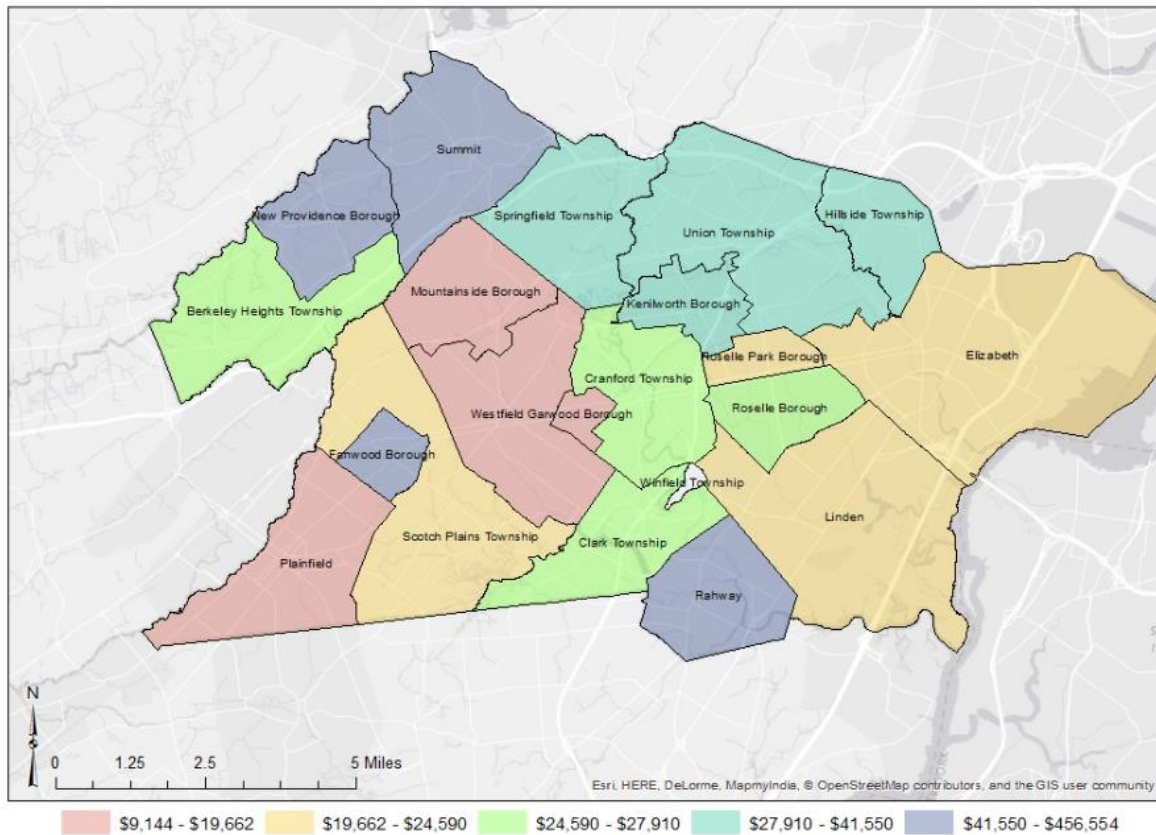 Summit
New Providence Borough
Springfield Township
Hillside Township
Union Township
Mountainside Borough
Kenilworth Borough
Berkeley Heights Township
Roselle Park Borough
Elizabeth
Cranford Township
Roselle Borough
Westfield Garwood Borough
Fanwood Borough
Winfield Township
Linden
Scotch Plains Township
Clark Township
Plainfield
Rahway
N
0 1.25 2.5 5 Miles
Esri, HERE, DeLorme, MapmyIndia, © OpenStreetMap contributors, and the GIS user community
$9,144 - $19,662 $19,662 - $24,590 $24,590 - $27,910 $27,910 - $41,550 $41,550 - $456,554